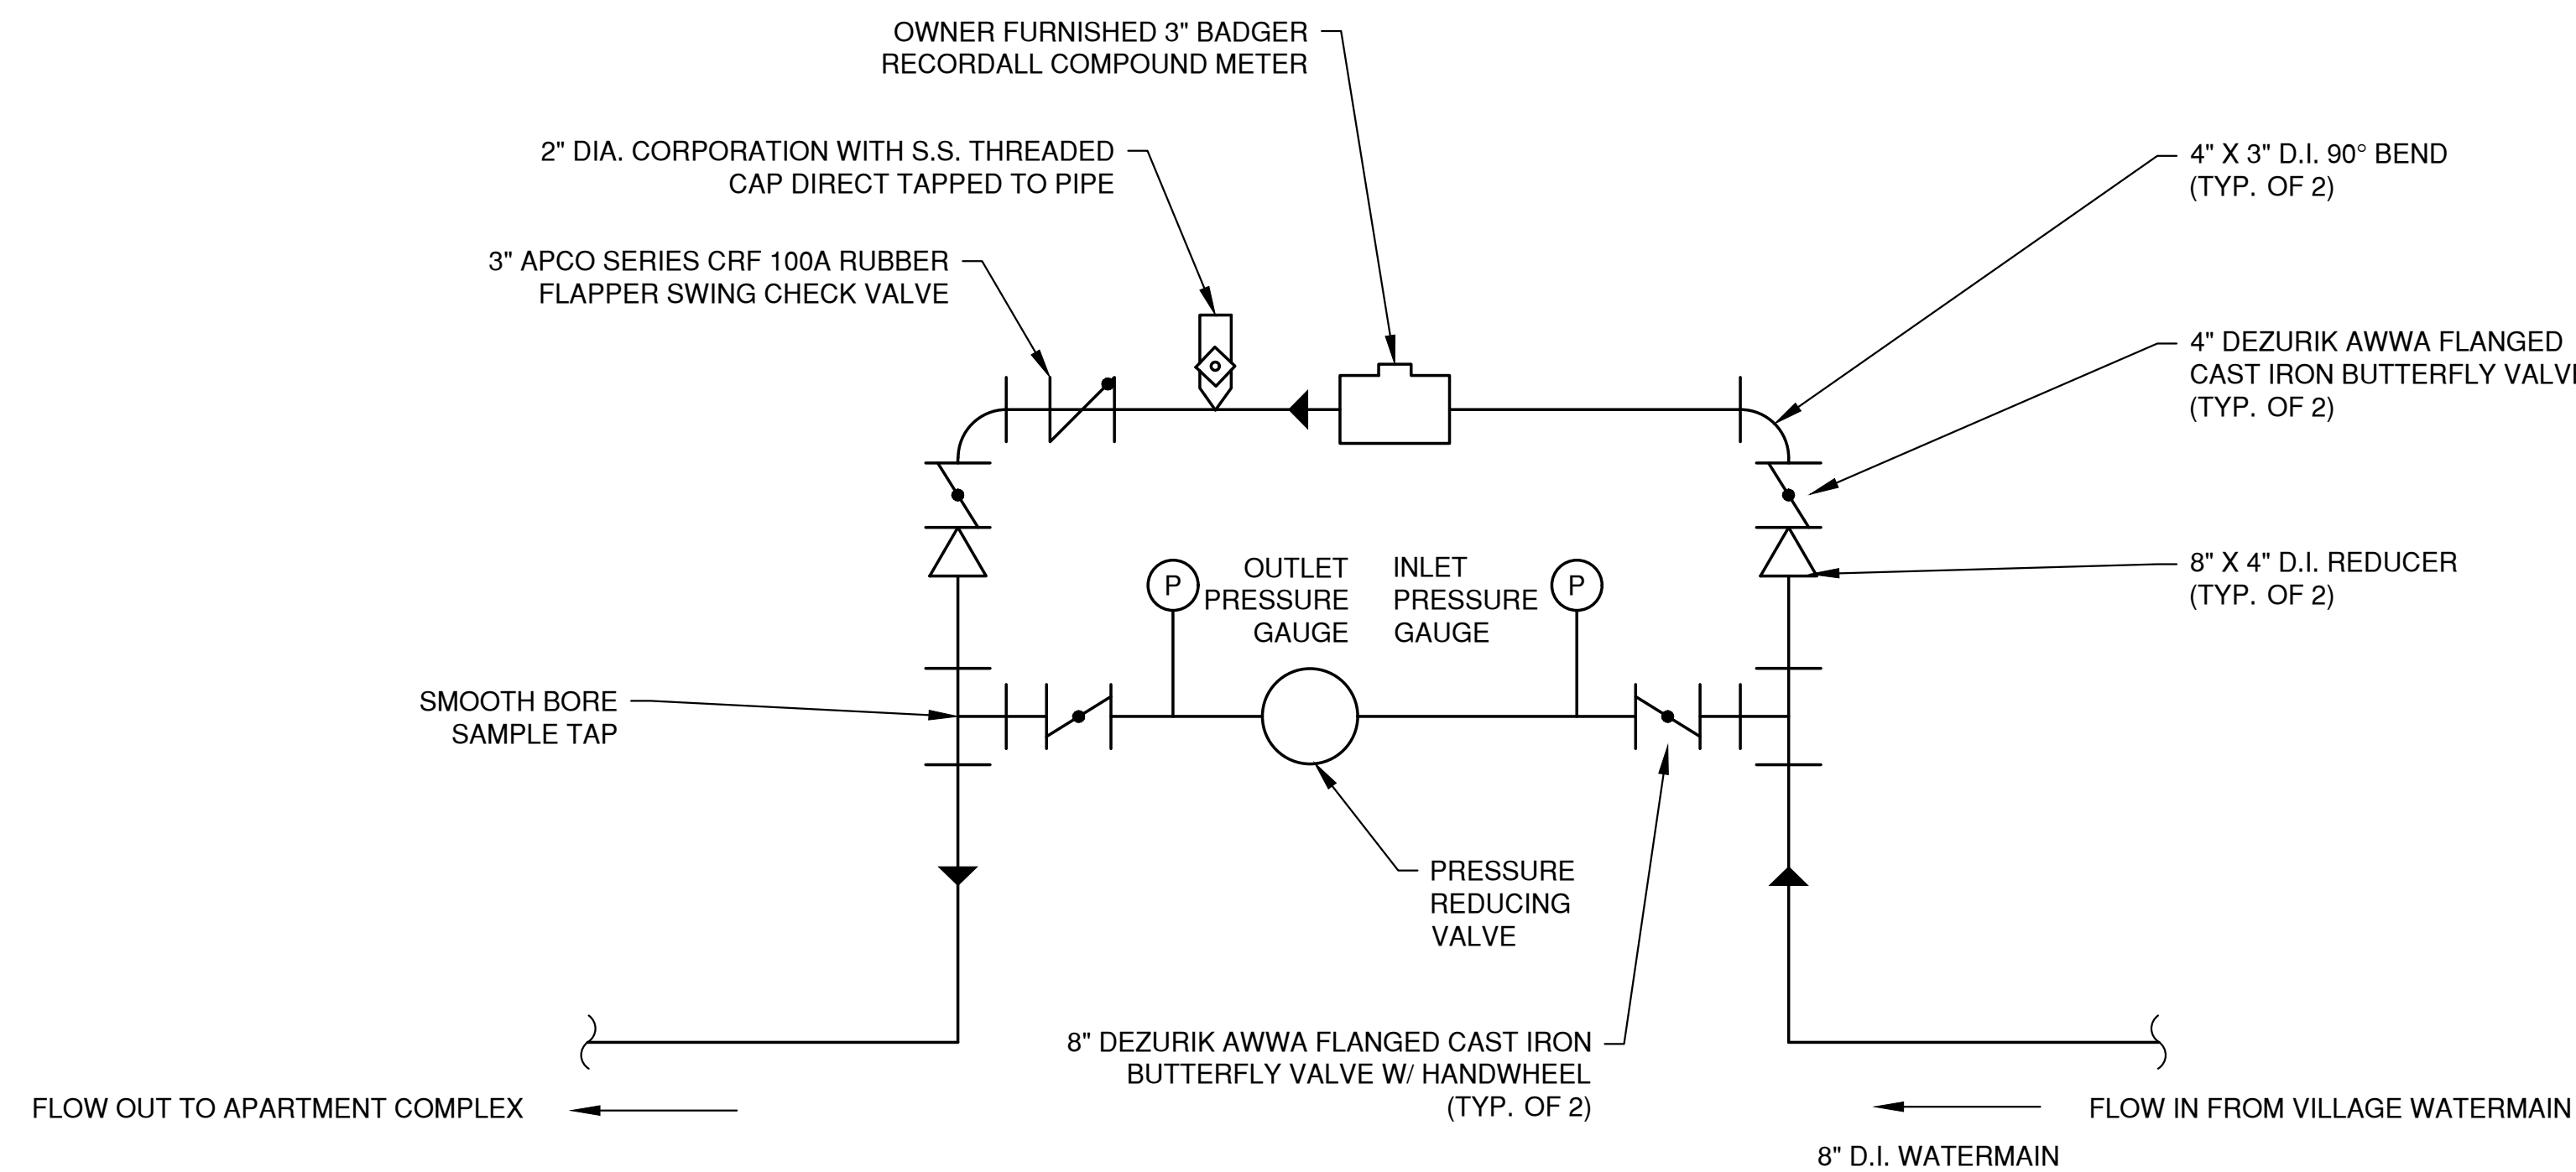 OWNER FURNISHED 3" BADGER
RECORDALL COMPOUND METER
2" DIA. CORPORATION WITH S.S. THREADED
CAP DIRECT TAPPED TO PIPE
4" X 3" D.I. 90° BEND
(TYP. OF 2)
3" APCO SERIES CRF 100A RUBBER
FLAPPER SWING CHECK VALVE
4" DEZURIK AWWA FLANGED
CAST IRON BUTTERFLY VALVE
(TYP. OF 2)
P
OUTLET
PRESSURE
GAUGE
INLET
PRESSURE
GAUGE
P
8" X 4" D.I. REDUCER
(TYP. OF 2)
SMOOTH BORE
SAMPLE TAP
PRESSURE
REDUCING
VALVE
8" DEZURIK AWWA FLANGED CAST IRON
BUTTERFLY VALVE W/ HANDWHEEL
(TYP. OF 2)
FLOW OUT TO APARTMENT COMPLEX
FLOW IN FROM VILLAGE WATERMAIN
8" D.I. WATERMAIN